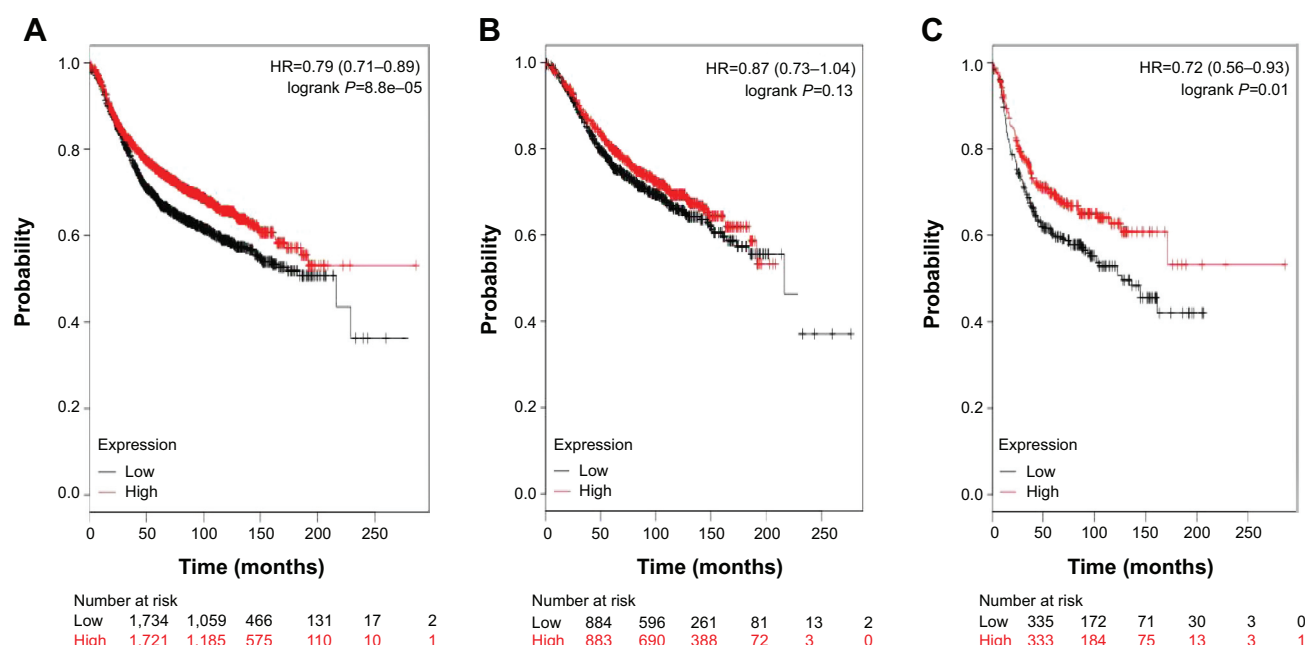 A
HR=0.79 (0.71–0.89)
logrank P=8.8e–05
Probability
1.0
0.8
0.6
0.4
0.2
0.0
Expression
Low
High
0 50 100 150 200 250
Time (months)
Number at risk
Low 1,734 1,059 466 131 17 2
High 1,721 1,185 575 110 10 1
B
HR=0.87 (0.73–1.04)
logrank P=0.13
Probability
1.0
0.8
0.6
0.4
0.2
0.0
Expression
Low
High
0 50 100 150 200 250
Time (months)
Number at risk
Low 884 596 261 81 13 2
High 883 690 388 72 3 0
C
HR=0.72 (0.56–0.93)
logrank P=0.01
Probability
1.0
0.8
0.6
0.4
0.2
0.0
Expression
Low
High
0 50 100 150 200 250
Time (months)
Number at risk
Low 335 172 71 30 3 0
High 333 184 75 13 3 1